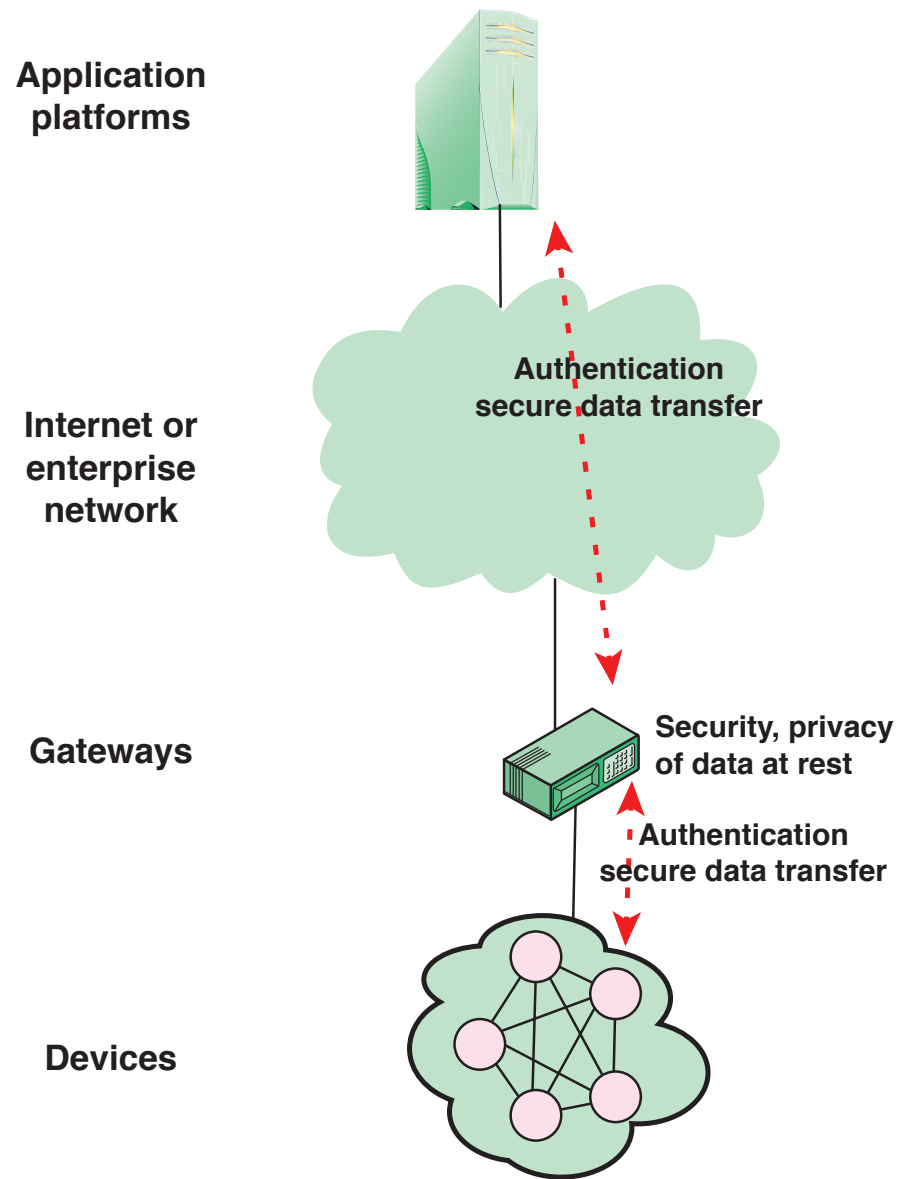 Application
platforms
Authentication
secure data transfer
Internet or
enterprise
network
Gateways
Security, privacy
of data at rest
Authentication
secure data transfer
Devices